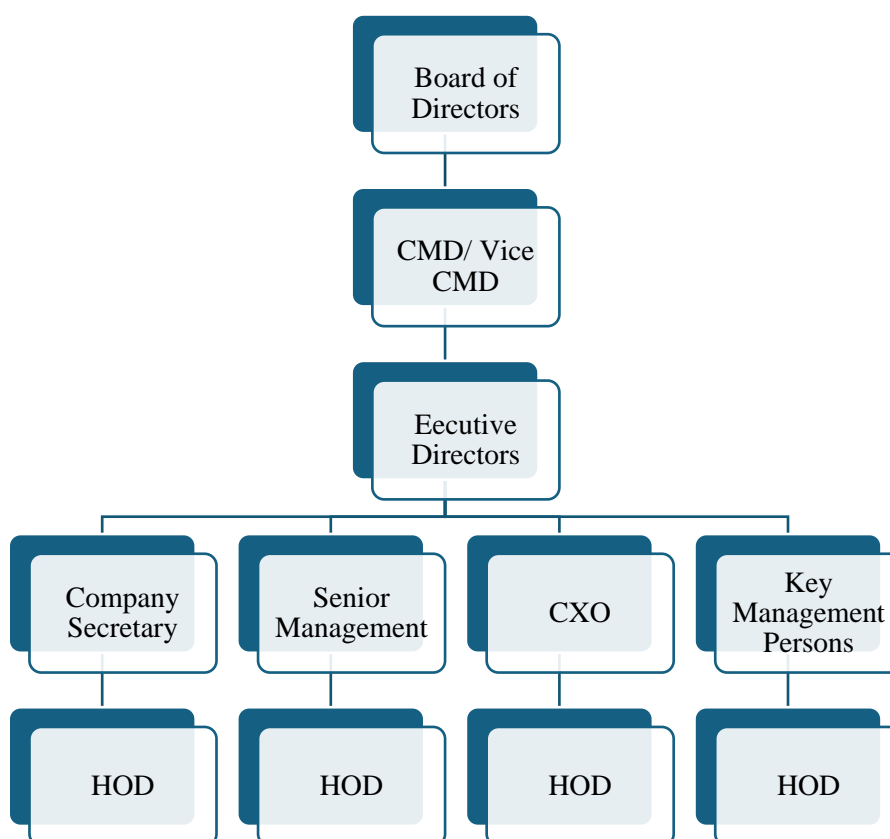 Board of
Directors
CMD/ Vice
CMD
Eecutive
Directors
Company
Secretary
Senior
Management
CXO
Key
Management
Persons
HOD
HOD
HOD
HOD